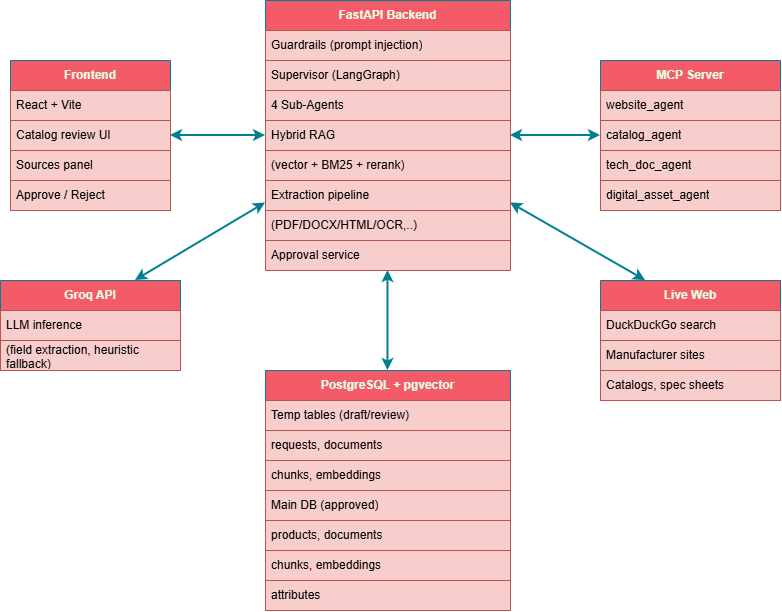 FastAPI Backend
Guardrails (prompt injection)
Supervisor (LangGraph)
4 Sub-Agents
Hybrid RAG
(vector + BM25 + rerank)
Extraction pipeline
(PDF/DOCX/HTML/OCR,..)
Approval service
Frontend
React + Vite
Catalog review UI
Sources panel
Approve / Reject
MCP Server
website_agent
catalog_agent
tech_doc_agent
digital_asset_agent
Groq API
LLM inference
(field extraction, heuristic
fallback)
Live Web
DuckDuckGo search
Manufacturer sites
Catalogs, spec sheets
PostgreSQL + pgvector
Temp tables (draft/review)
requests, documents
chunks, embeddings
Main DB (approved)
products, documents
chunks, embeddings
attributes